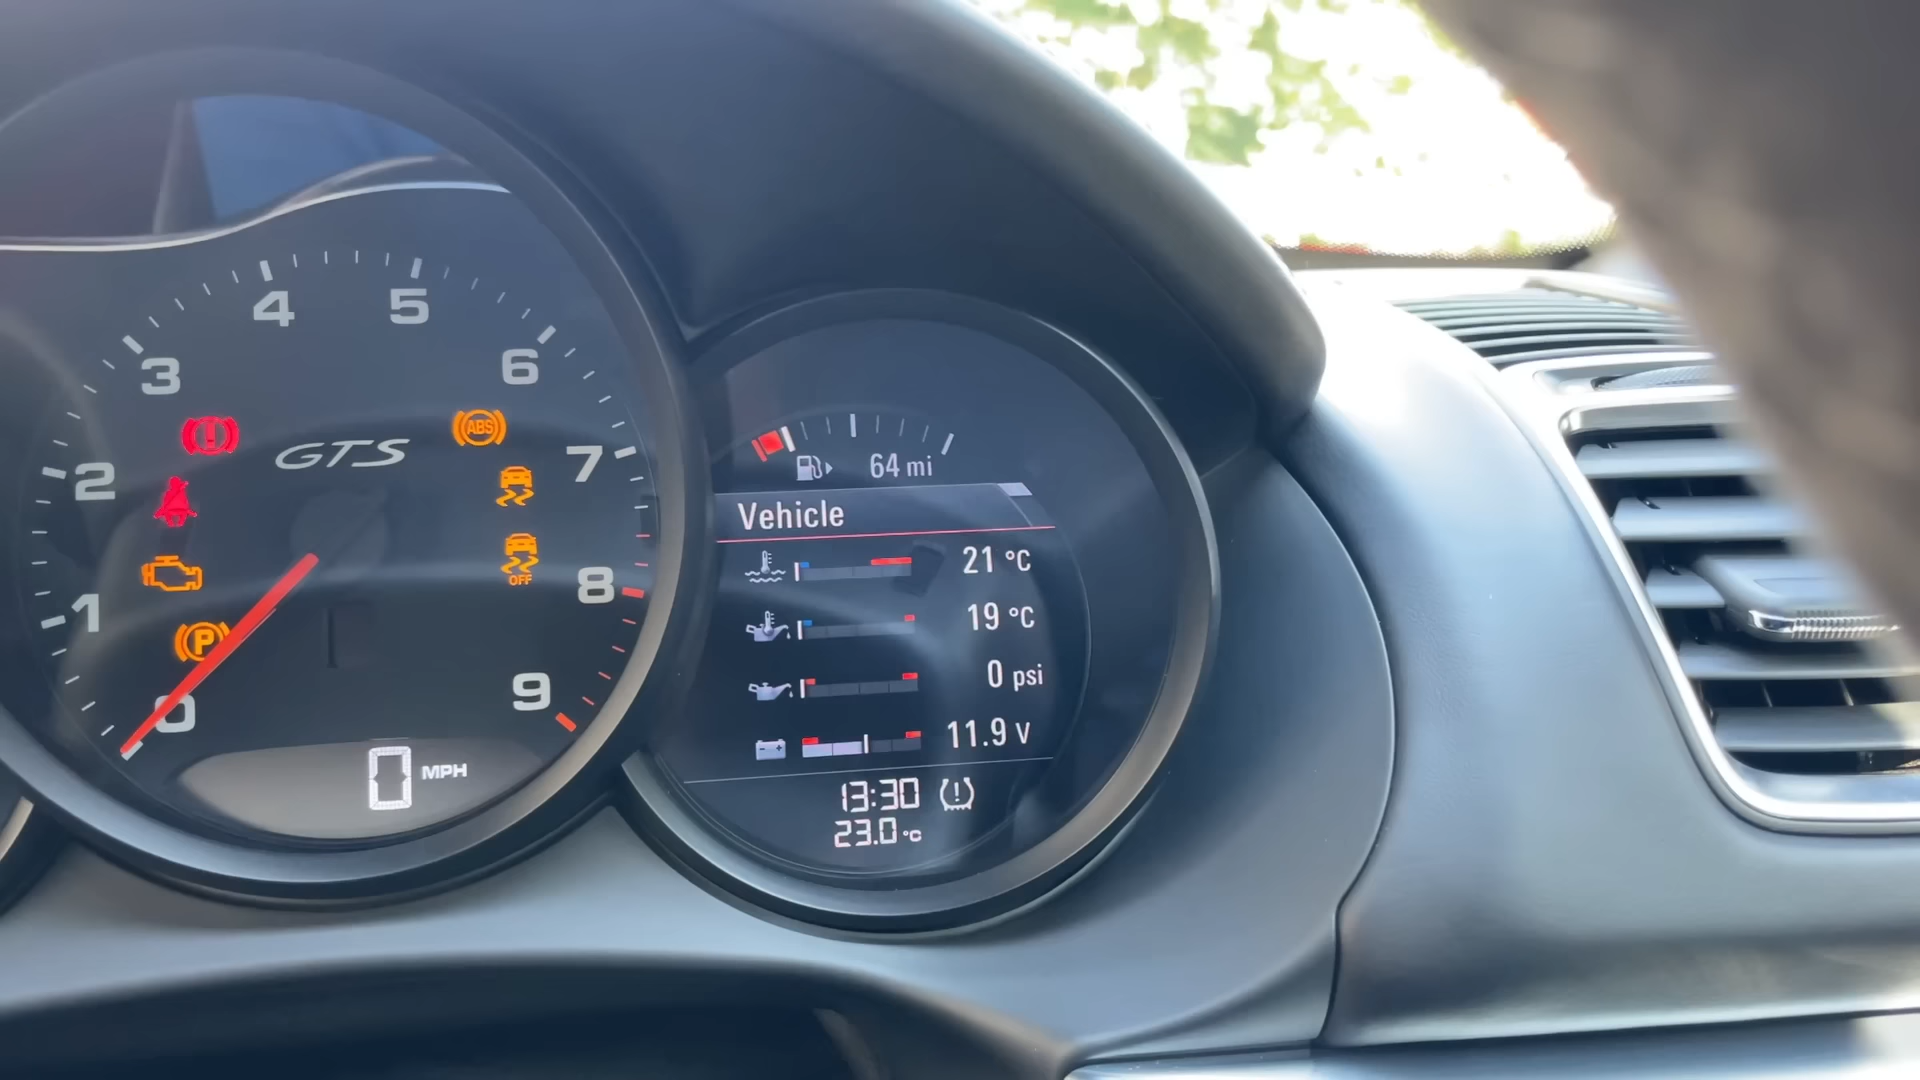 4
5
3
6
2
7
1
8
0
9
GTS
ABS
OFF
P
0 MPH
64 mi
Vehicle
21 °C
19 °C
0 psi
11.9 V
13:30
23.0 °C